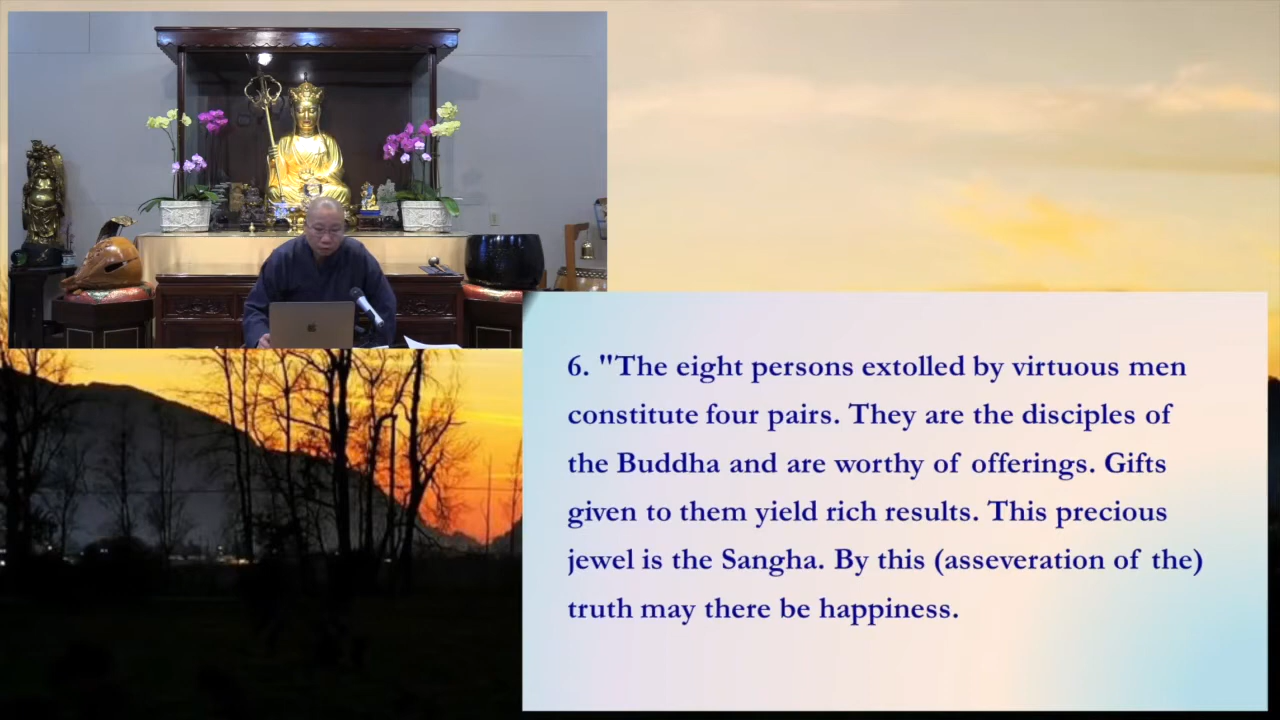 6. "The eight persons extolled by virtuous men
constitute four pairs. They are the disciples of
the Buddha and are worthy of offerings. Gifts
given to them yield rich results. This precious
jewel is the Sangha. By this (asseveration of the)
truth may there be happiness.